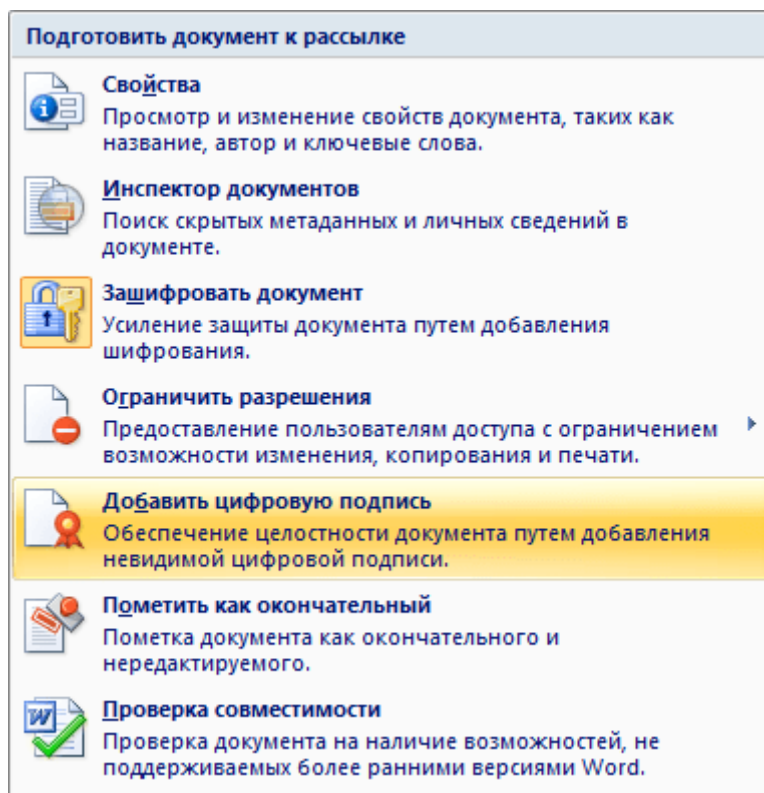 Подготовить документ к рассылке
Свойства
Просмотр и изменение свойств документа, таких как
название, автор и ключевые слова.
Инспектор документов
Поиск скрытых метаданных и личных сведений в
документе.
Зашифровать документ
Усиление защиты документа путем добавления
шифрования.
Ограничить разрешения
Предоставление пользователям доступа с ограничением
возможности изменения, копирования и печати.
Добавить цифровую подпись
Обеспечение целостности документа путем добавления
невидимой цифровой подписи.
Пометить как окончательный
Пометка документа как окончательного и
нередактируемого.
Проверка совместимости
Проверка документа на наличие возможностей, не
поддерживаемых более ранними версиями Word.